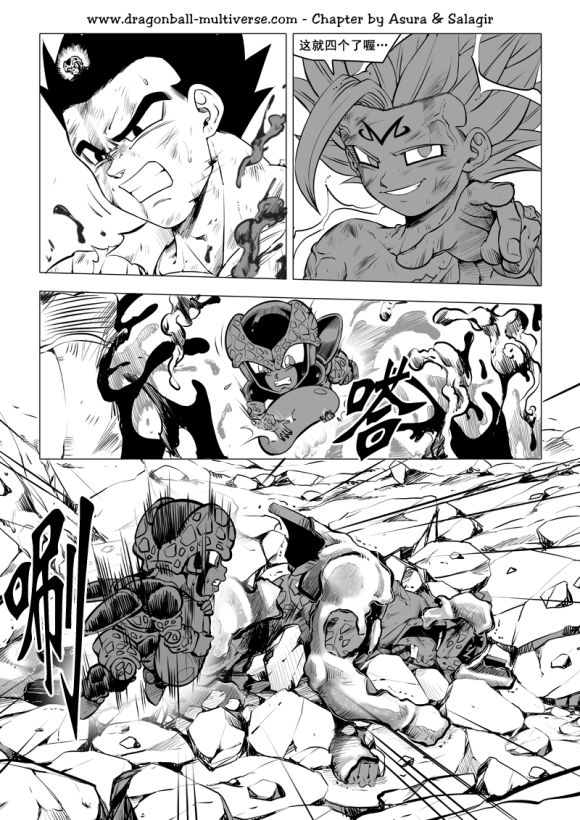 www.dragonball-multiverse.com - Chapter by Asura & Salagir
这就四个了喔…
嗒
唰